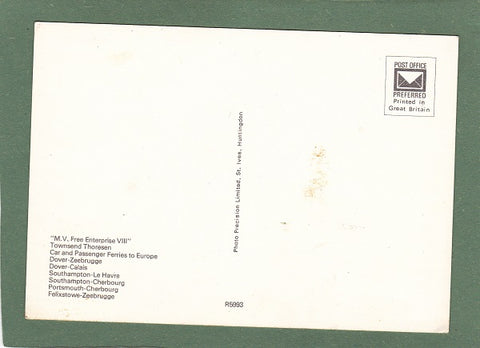 POST OFFICE
PREFERRED
Printed in
Great Britain
Photo Precision Limited, St. Ives, Huntingdon
"M.V. Free Enterprise VIII"
Townsend Thoresen
Car and Passenger Ferries to Europe
Dover-Zeebrugge
Dover-Calais
Southampton-Le Havre
Southampton-Cherbourg
Portsmouth-Cherbourg
Felixstowe-Zeebrugge
R5993